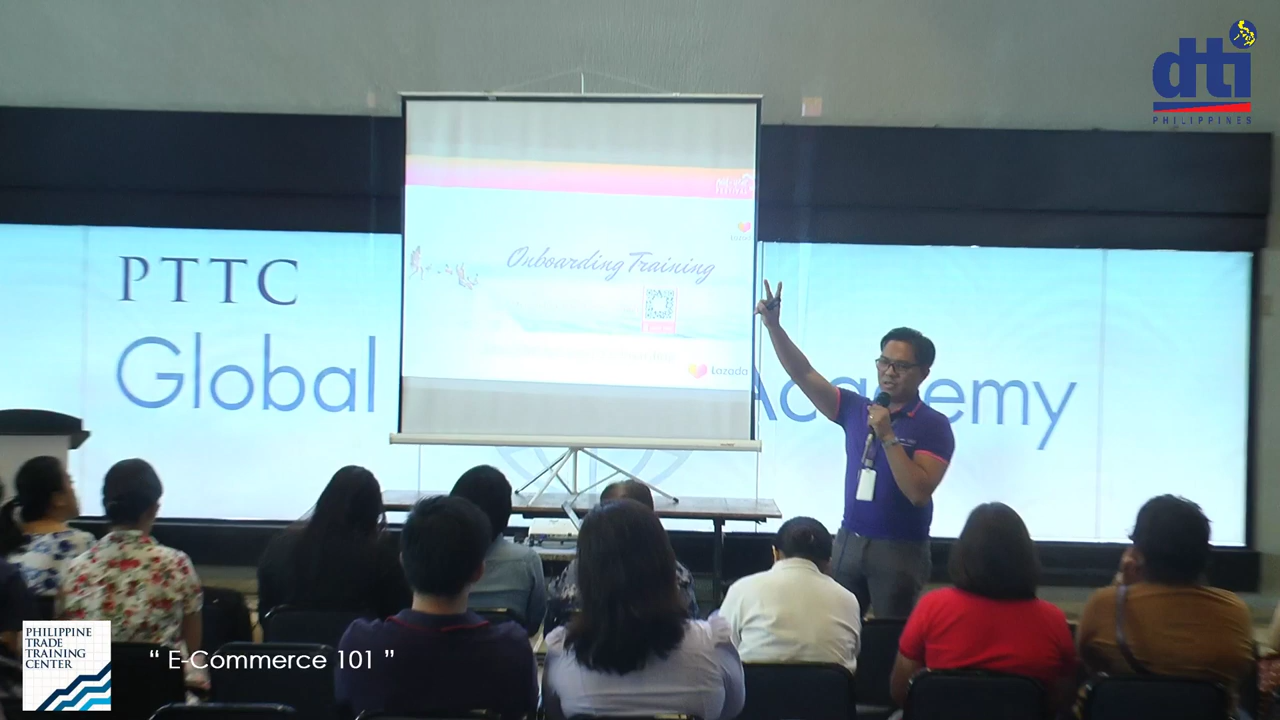 dti
PHILIPPINES
Onboarding Training
lazada
PTTC
Global Academy
PHILIPPINE
TRADE
TRAINING
CENTER
“ E-Commerce 101 ”